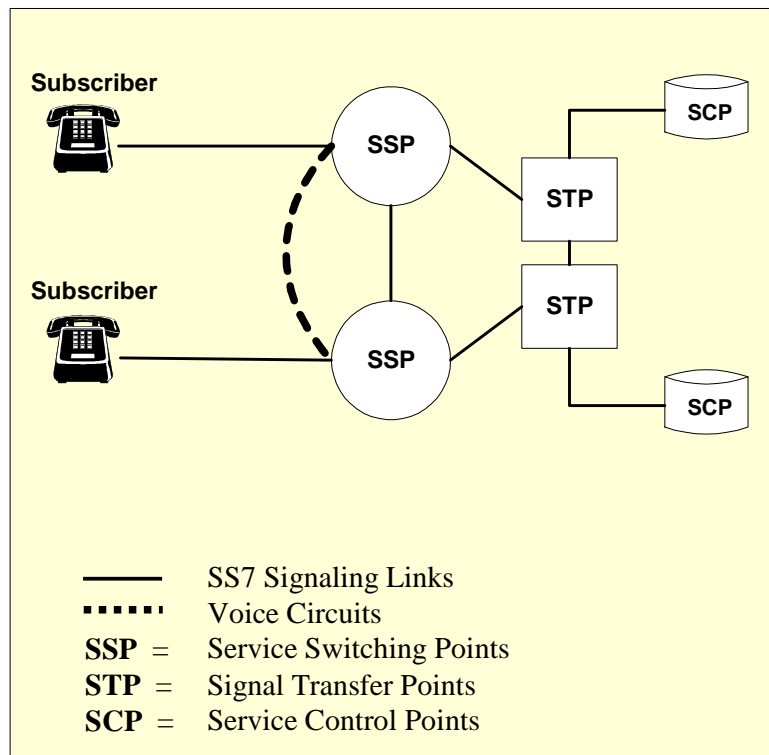 Subscriber
SSP
SCP
STP
Subscriber
SSP
STP
SCP
SS7 Signaling Links
Voice Circuits
SSP = Service Switching Points
STP = Signal Transfer Points
SCP = Service Control Points